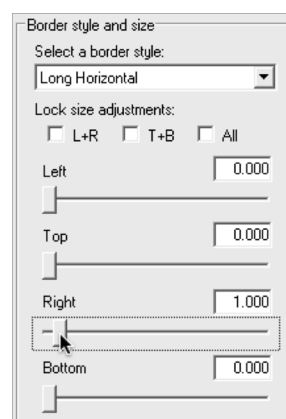 Border style and size
Select a border style:
Long Horizontal
Lock size adjustments:
L+R T+B All
Left 0.000
Top 0.000
Right 1.000
Bottom 0.000